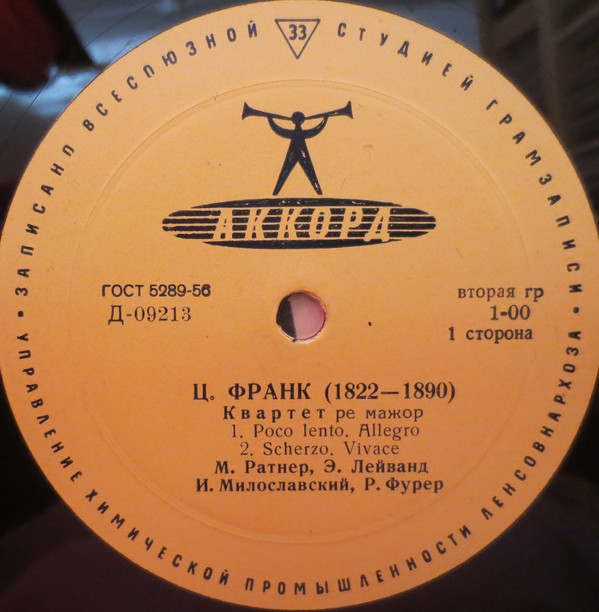 ЗАПИСАНО ВСЕСОЮЗНОЙ СТУДИЕЙ ГРАМЗАПИСИ
33
АККОРД
ГОСТ 5289-56
Д-09213
вторая гр
1-00
1 сторона
Ц. ФРАНК (1822—1890)
Квартет ре мажор
1. Poco lento. Allegro
2. Scherzo. Vivace
М. Ратнер, Э. Лейванд
И. Милославский, Р. Фурер
• УПРАВЛЕНИЕ ХИМИЧЕСКОЙ ПРОМЫШЛЕННОСТИ ЛЕНСОВНАРХОЗА •